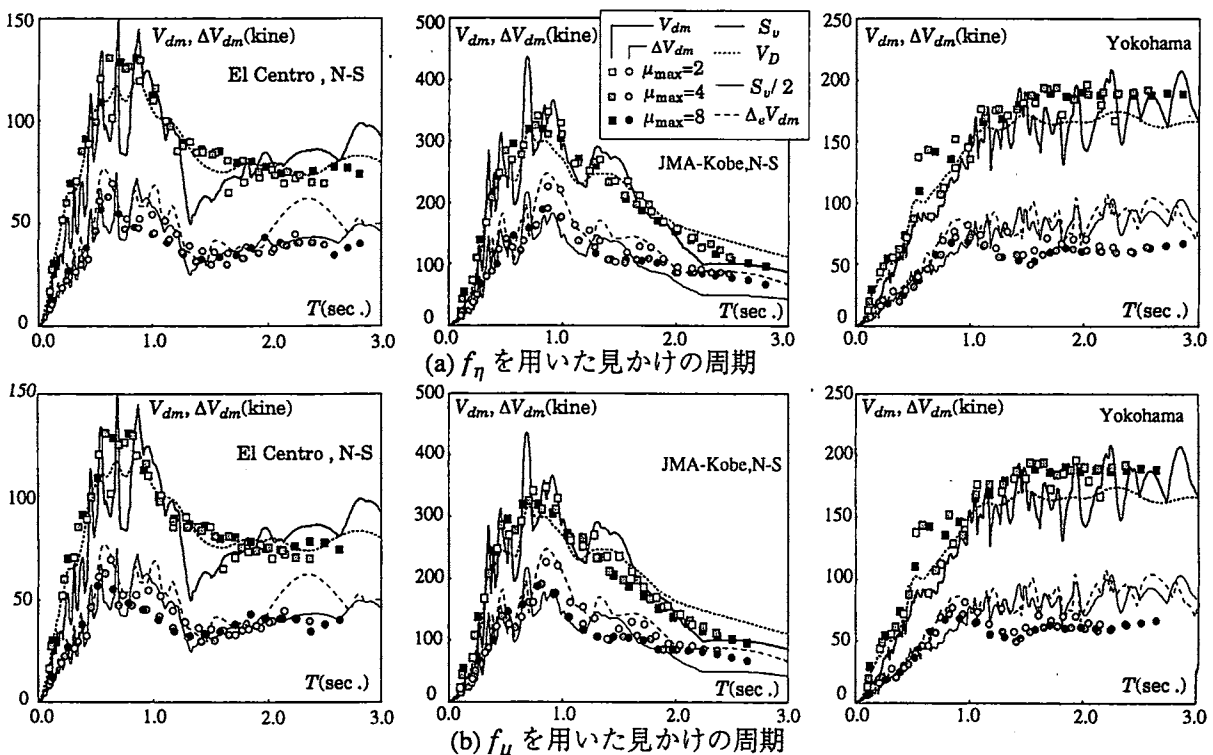 V_dm, ΔV_dm(kine)
El Centro , N-S
150
100
50
0
0.0 1.0 2.0 3.0
T(sec.)
V_dm, ΔV_dm(kine)
500
400
300
200
100
0
JMA-Kobe,N-S
0.0 1.0 2.0 3.0
T(sec.)
V_dm
ΔV_dm
μ_max=2
μ_max=4
μ_max=8
S_υ
V_D
S_υ/2
Δ_eV_dm
V_dm, ΔV_dm(kine)
Yokohama
250
200
150
100
50
0
0.0 1.0 2.0 3.0
T(sec.)
(a) f_η を用いた見かけの周期
V_dm, ΔV_dm(kine)
El Centro , N-S
150
100
50
0
0.0 1.0 2.0 3.0
T(sec.)
V_dm, ΔV_dm(kine)
500
400
300
200
100
0
JMA-Kobe,N-S
0.0 1.0 2.0 3.0
T(sec.)
V_dm, ΔV_dm(kine)
Yokohama
250
200
150
100
50
0
0.0 1.0 2.0 3.0
T(sec.)
(b) f_μ を用いた見かけの周期